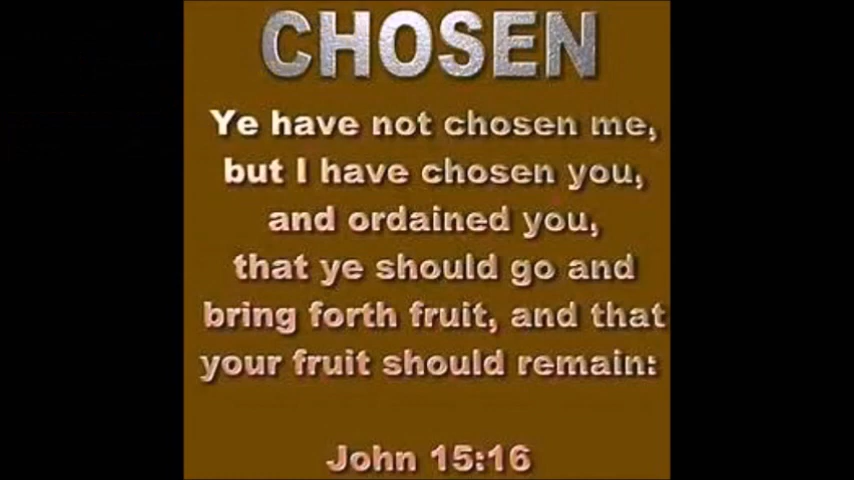 CHOSEN
Ye have not chosen me,
but I have chosen you,
and ordained you,
that ye should go and
bring forth fruit, and that
your fruit should remain:
John 15:16